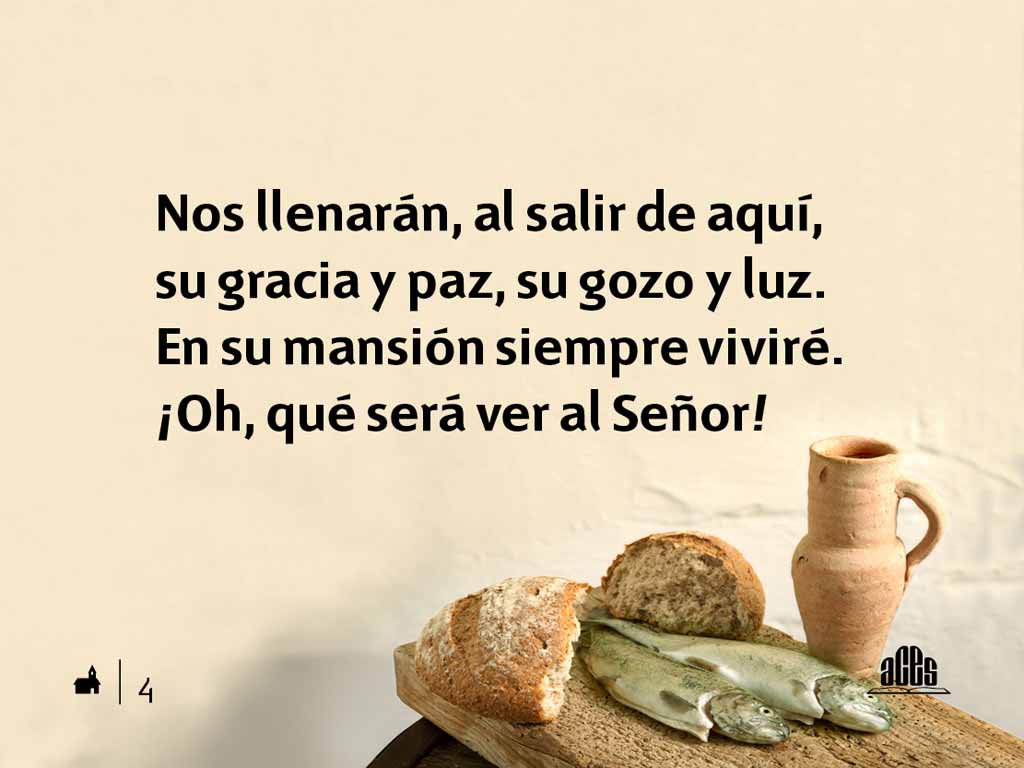 Nos llenarán, al salir de aquí,
su gracia y paz, su gozo y luz.
En su mansión siempre viviré.
¡Oh, qué será ver al Señor!
4
aces